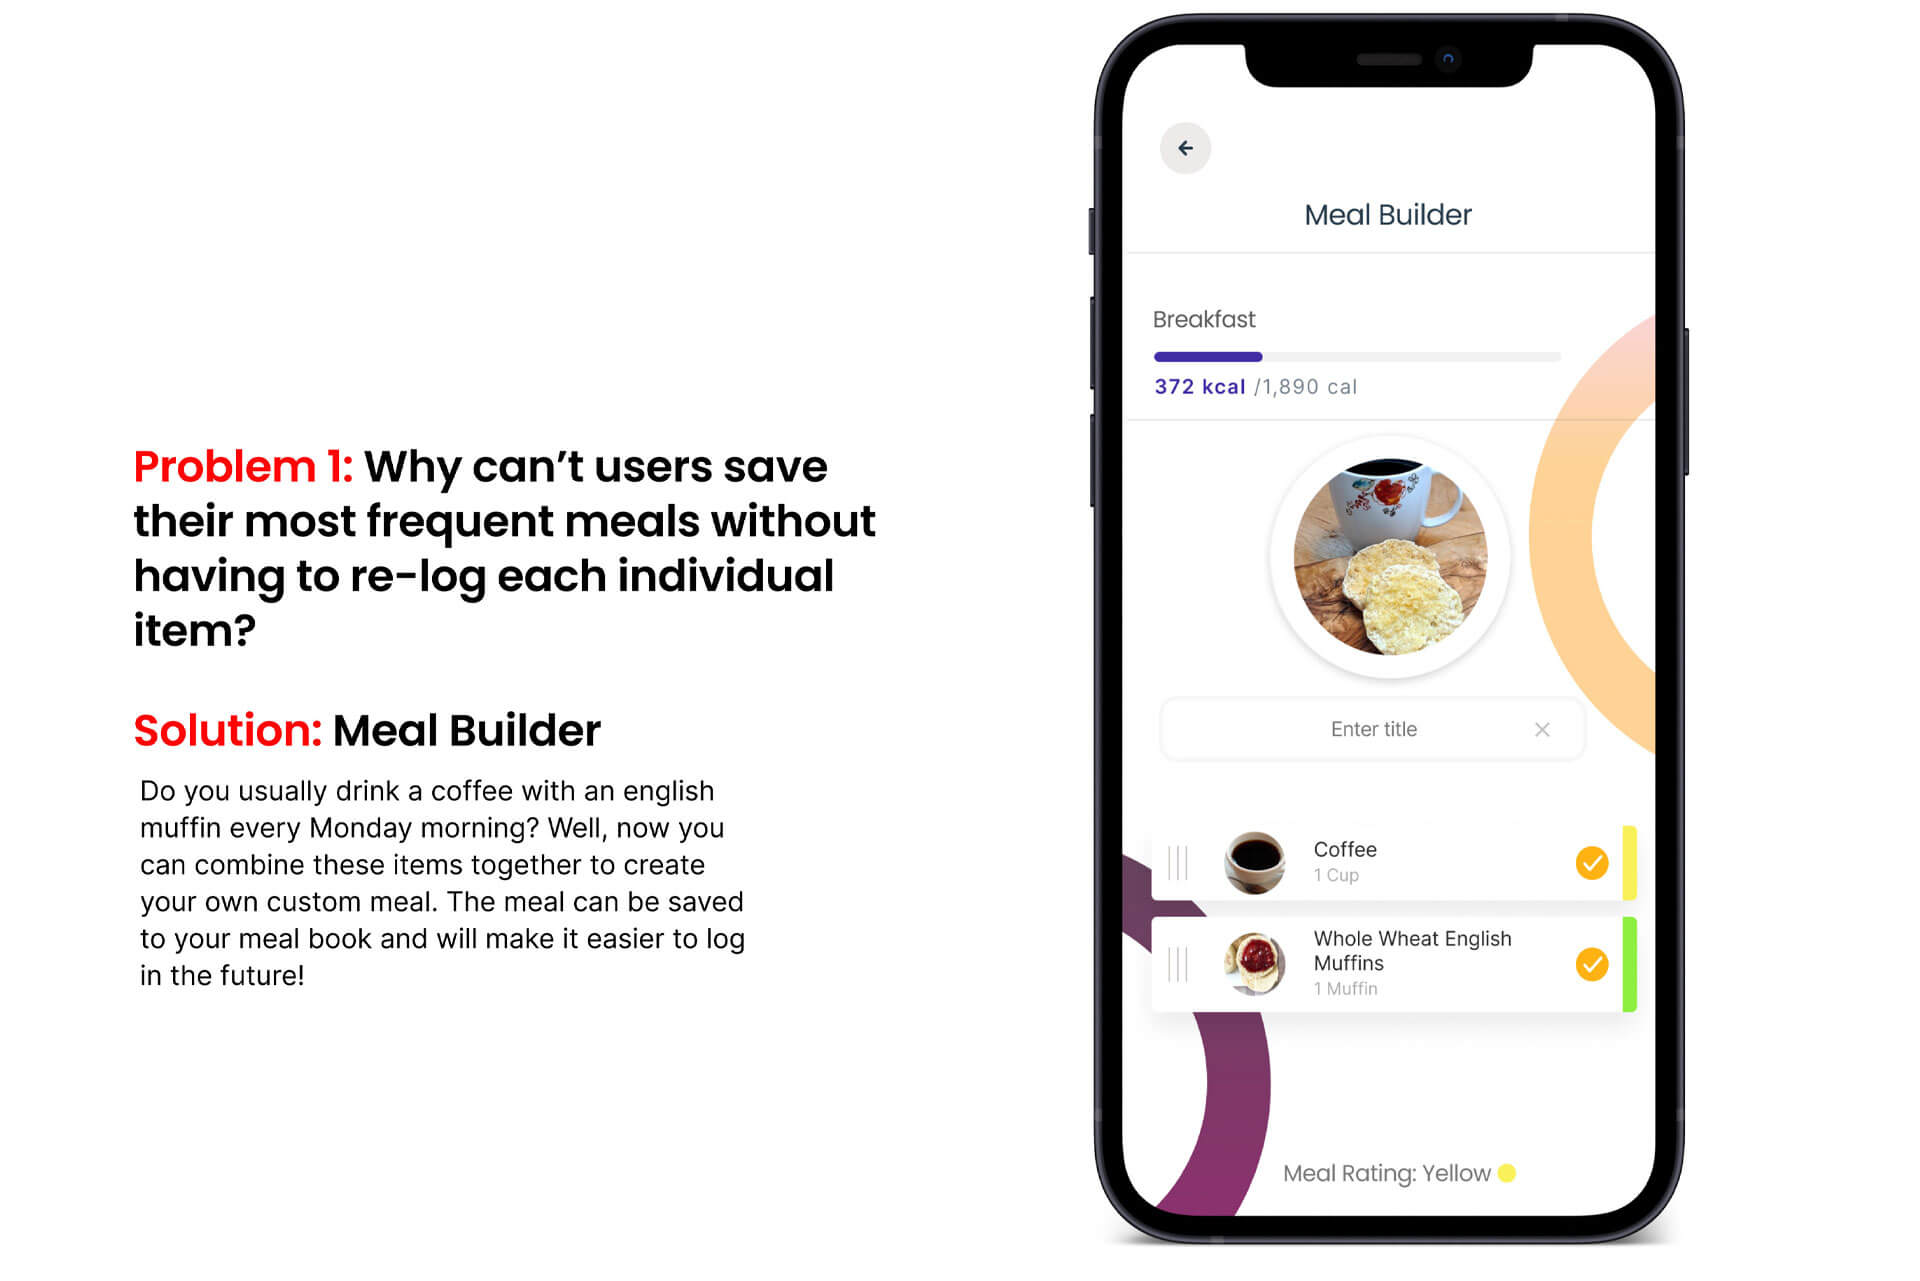 Problem 1: Why can't users save
their most frequent meals without
having to re-log each individual
item?
Solution: Meal Builder
Do you usually drink a coffee with an english
muffin every Monday morning? Well, now you
can combine these items together to create
your own custom meal. The meal can be saved
to your meal book and will make it easier to log
in the future!
Meal Builder
Breakfast
372 kcal /1,890 cal
Enter title
Coffee
1 Cup
Whole Wheat English
Muffins
1 Muffin
Meal Rating: Yellow